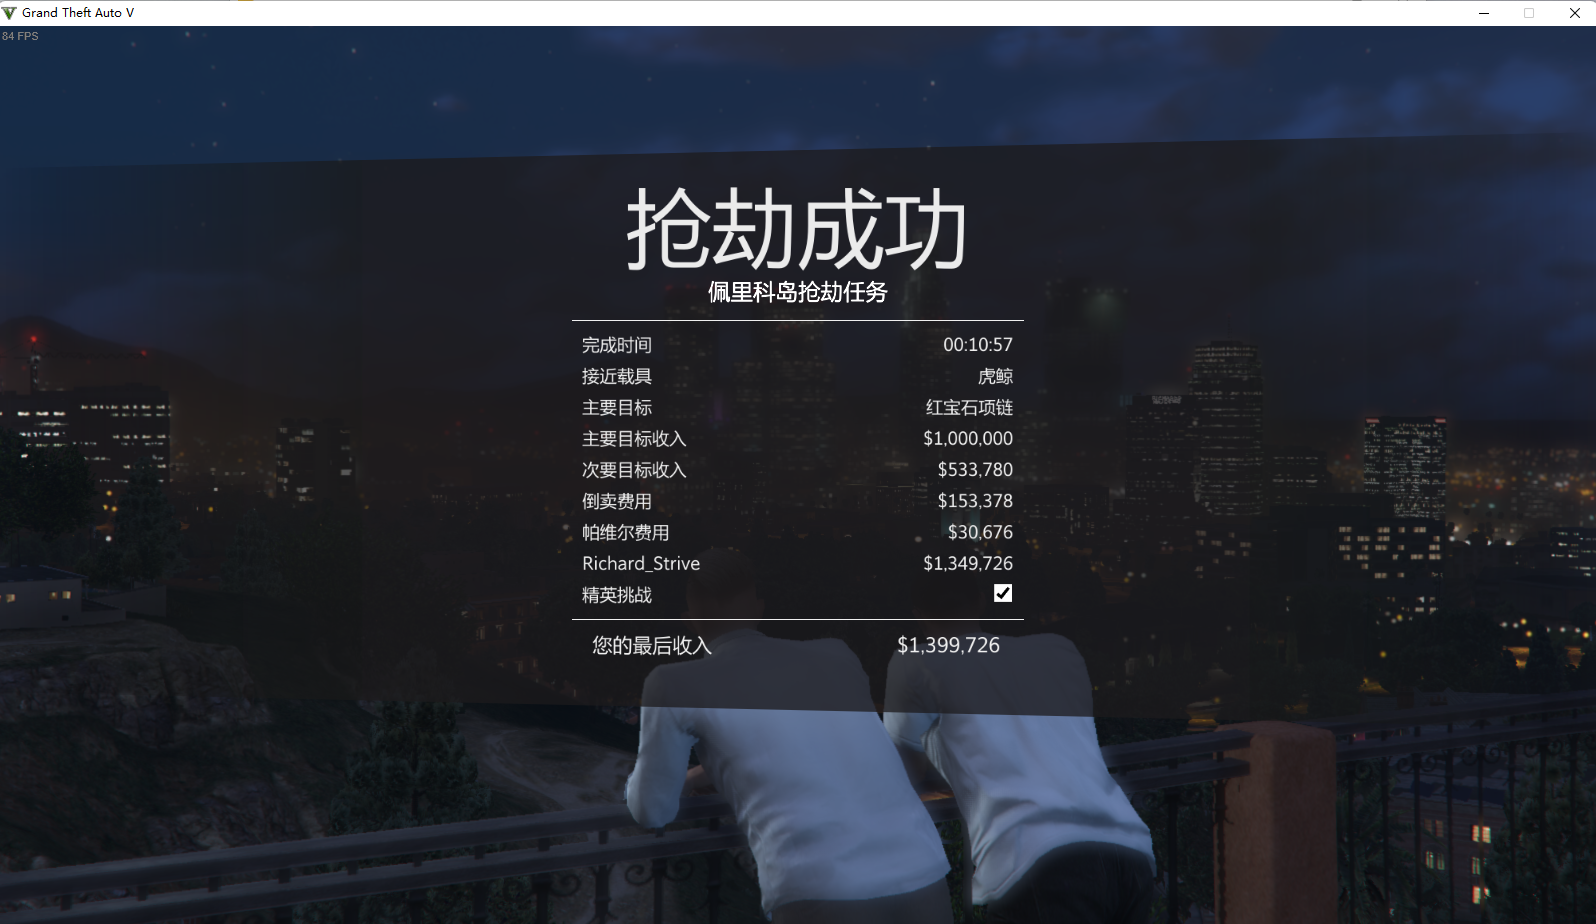 Grand Theft Auto V
84 FPS
抢劫成功
佩里科岛抢劫任务
完成时间 00:10:57
接近载具 虎鲸
主要目标 红宝石项链
主要目标收入 $1,000,000
次要目标收入 $533,780
倒卖费用 $153,378
帕维尔费用 $30,676
Richard_Strive $1,349,726
精英挑战
您的最后收入 $1,399,726